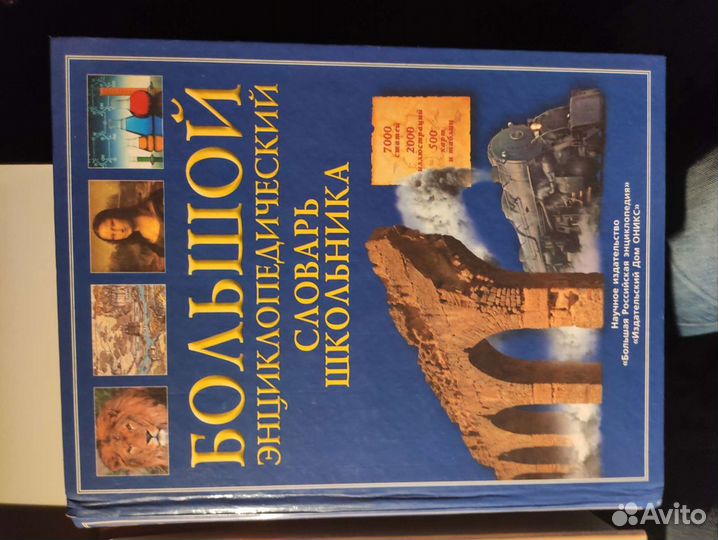 БОЛЬШОЙ
ЭНЦИКЛОПЕДИЧЕСКИЙ
СЛОВАРЬ
ШКОЛЬНИКА
7000
статей
2000
иллюстраций
500
карт
и таблиц
Научное издательство
«Большая Российская энциклопедия»
«Издательский Дом ОНИКС»
Avito